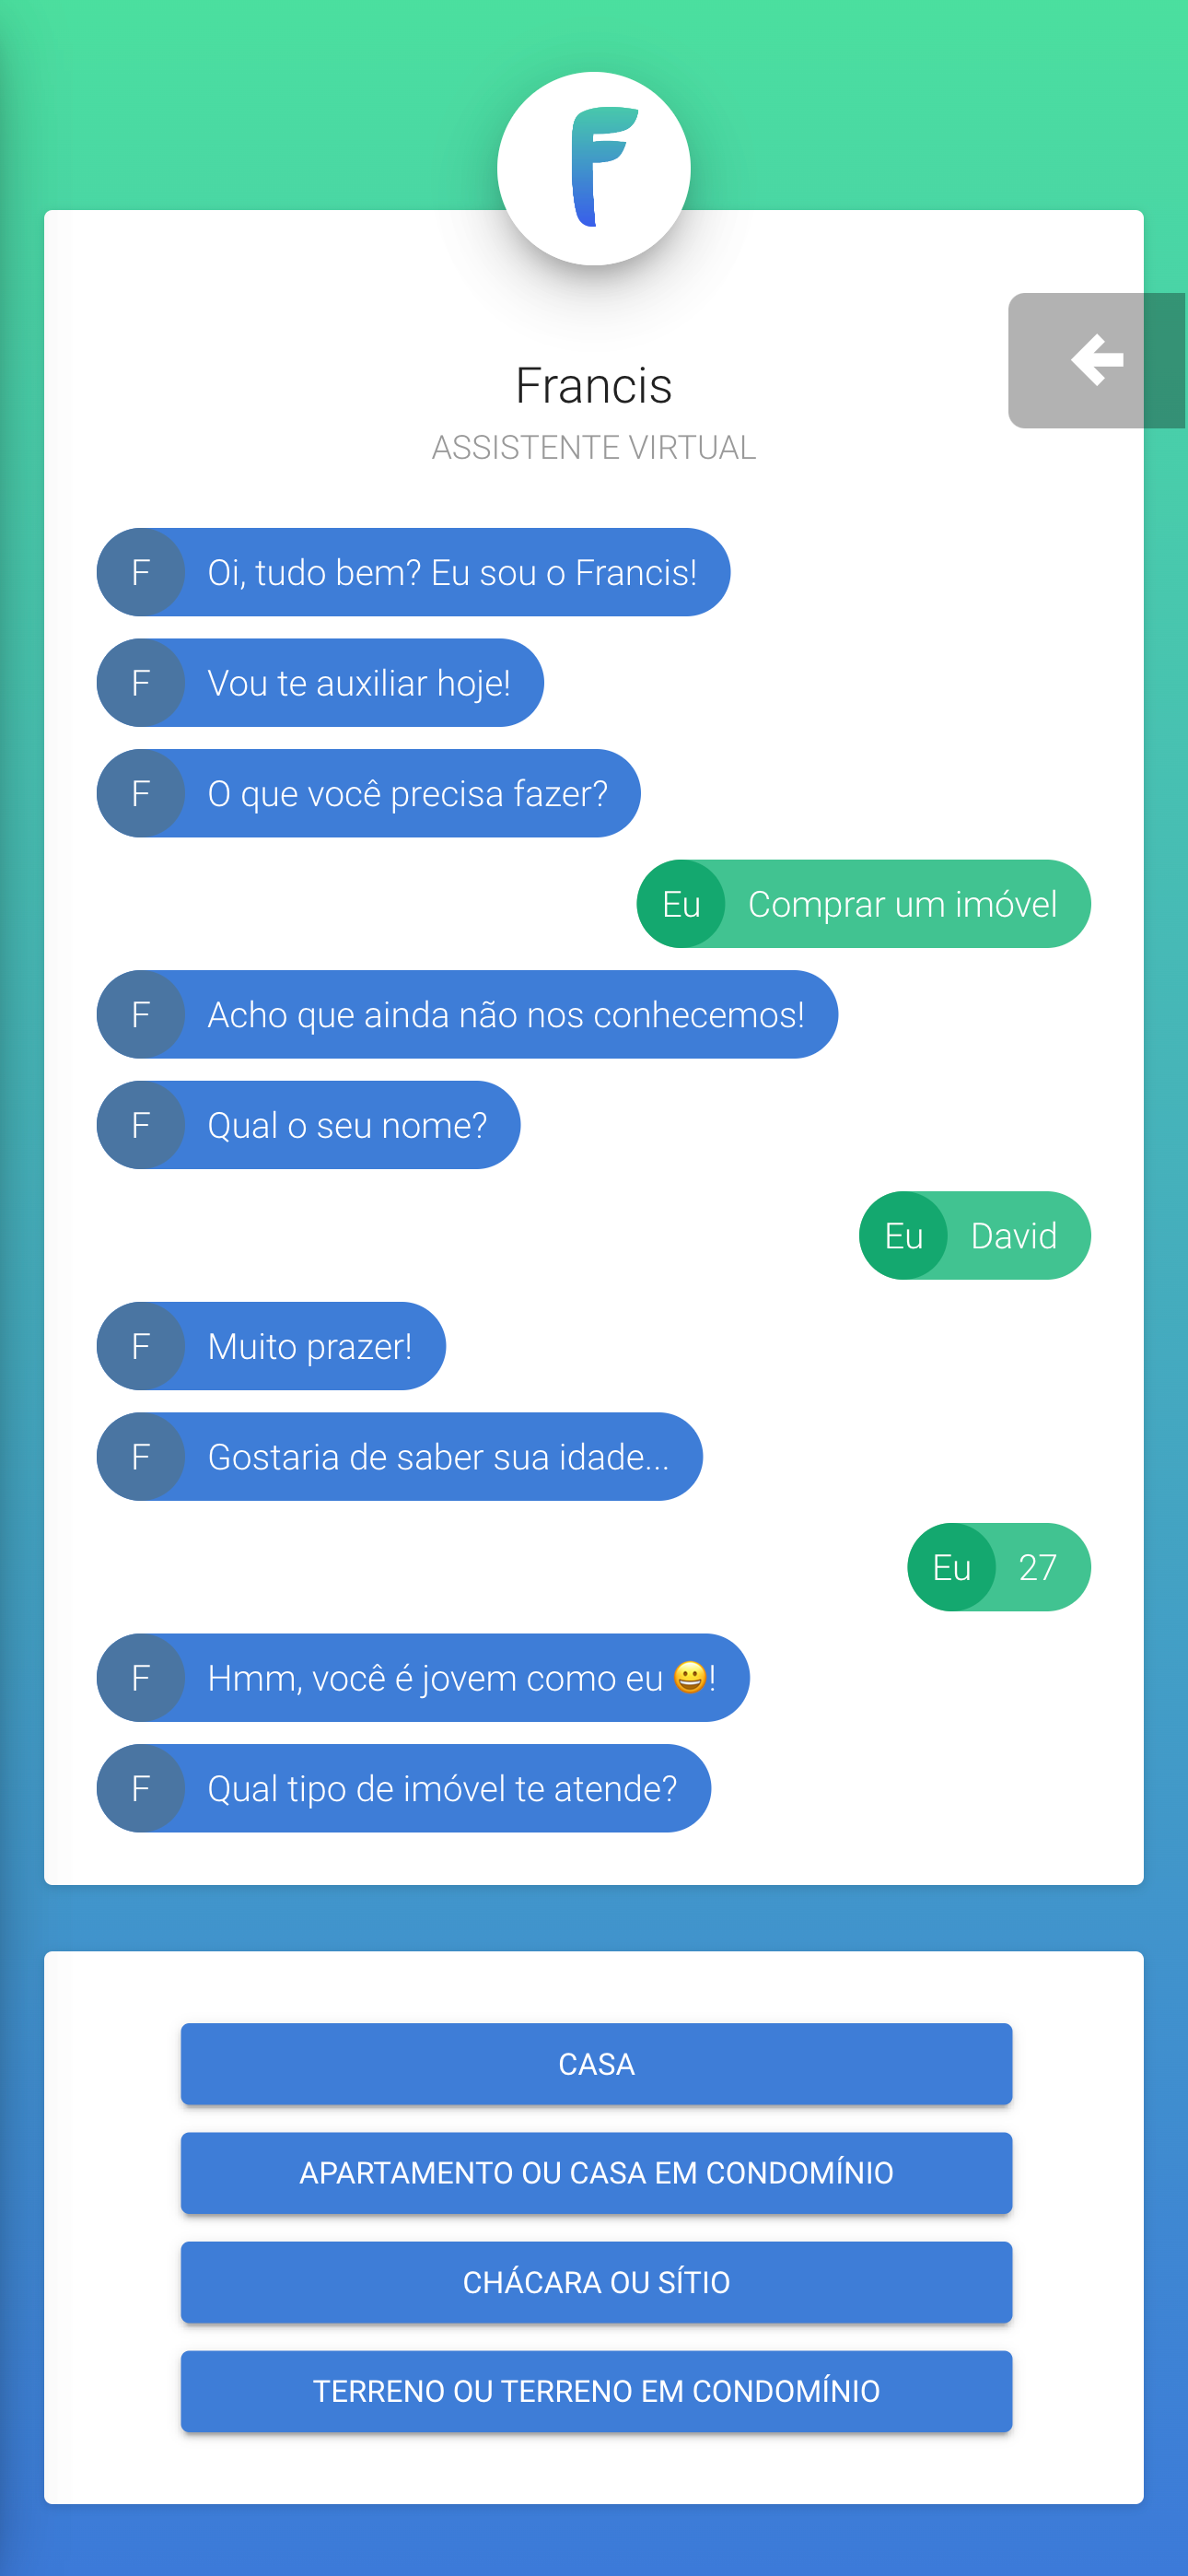 F
Francis
ASSISTENTE VIRTUAL
F Oi, tudo bem? Eu sou o Francis!
F Vou te auxiliar hoje!
F O que você precisa fazer?
Eu Comprar um imóvel
F Acho que ainda não nos conhecemos!
F Qual o seu nome?
Eu David
F Muito prazer!
F Gostaria de saber sua idade...
Eu 27
F Hmm, você é jovem como eu 😀!
F Qual tipo de imóvel te atende?
CASA
APARTAMENTO OU CASA EM CONDOMÍNIO
CHÁCARA OU SÍTIO
TERRENO OU TERRENO EM CONDOMÍNIO